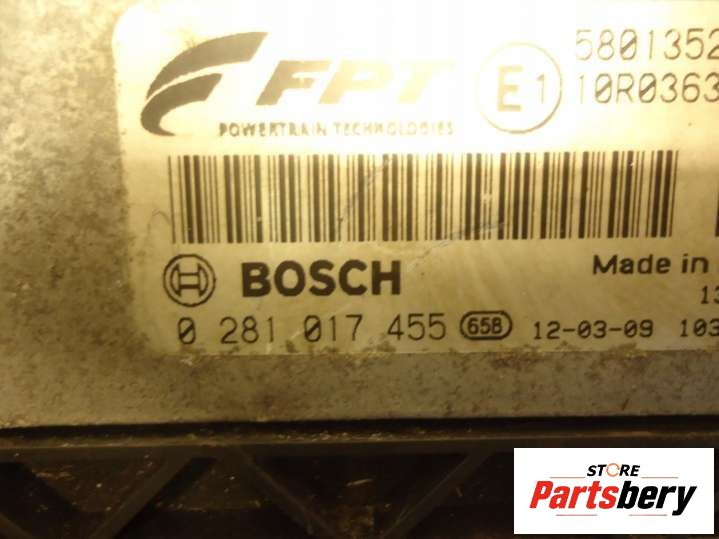 FPT 5801352
POWERTRAIN TECHNOLOGIES
E1 10R0363
BOSCH Made in
13
0 281 017 455 658 12-03-09 103
STORE
Partsbery